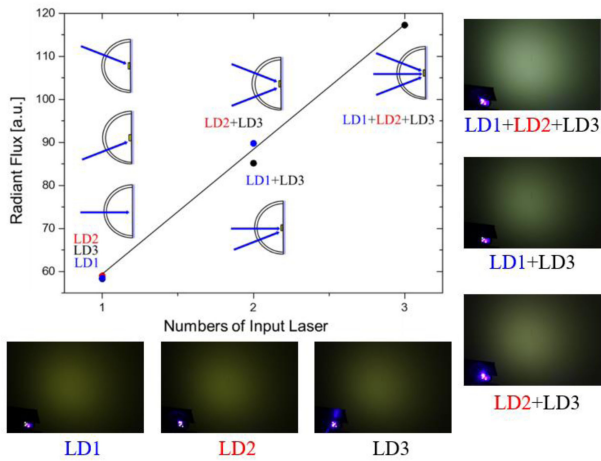 120
110
100
90
80
70
60
Radiant Flux [a.u.]
LD2+LD3
LD1+LD2+LD3
LD1+LD3
LD2
LD3
LD1
1
2
3
Numbers of Input Laser
LD1+LD2+LD3
LD1+LD3
LD2+LD3
LD1
LD2
LD3